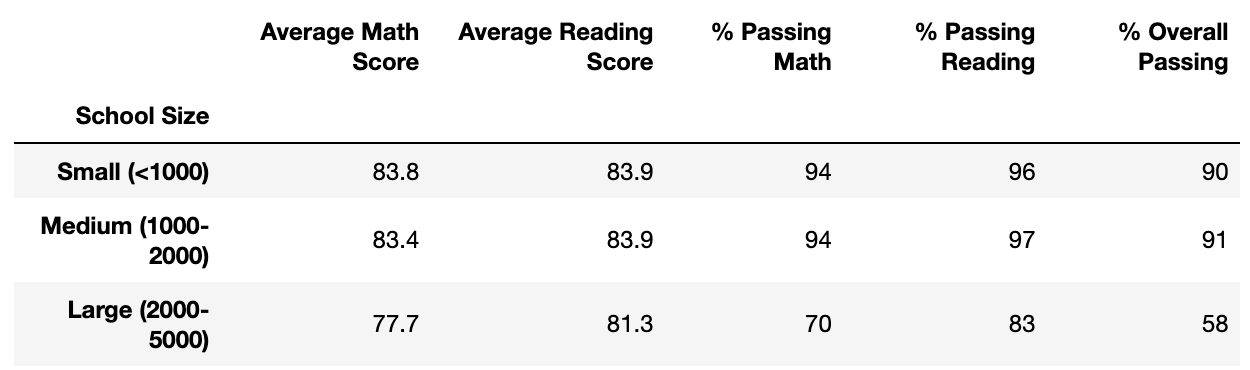 Average Math Score Average Reading Score % Passing Math % Passing Reading % Overall Passing
School Size
Small (<1000) 83.8 83.9 94 96 90
Medium (1000-2000) 83.4 83.9 94 97 91
Large (2000-5000) 77.7 81.3 70 83 58